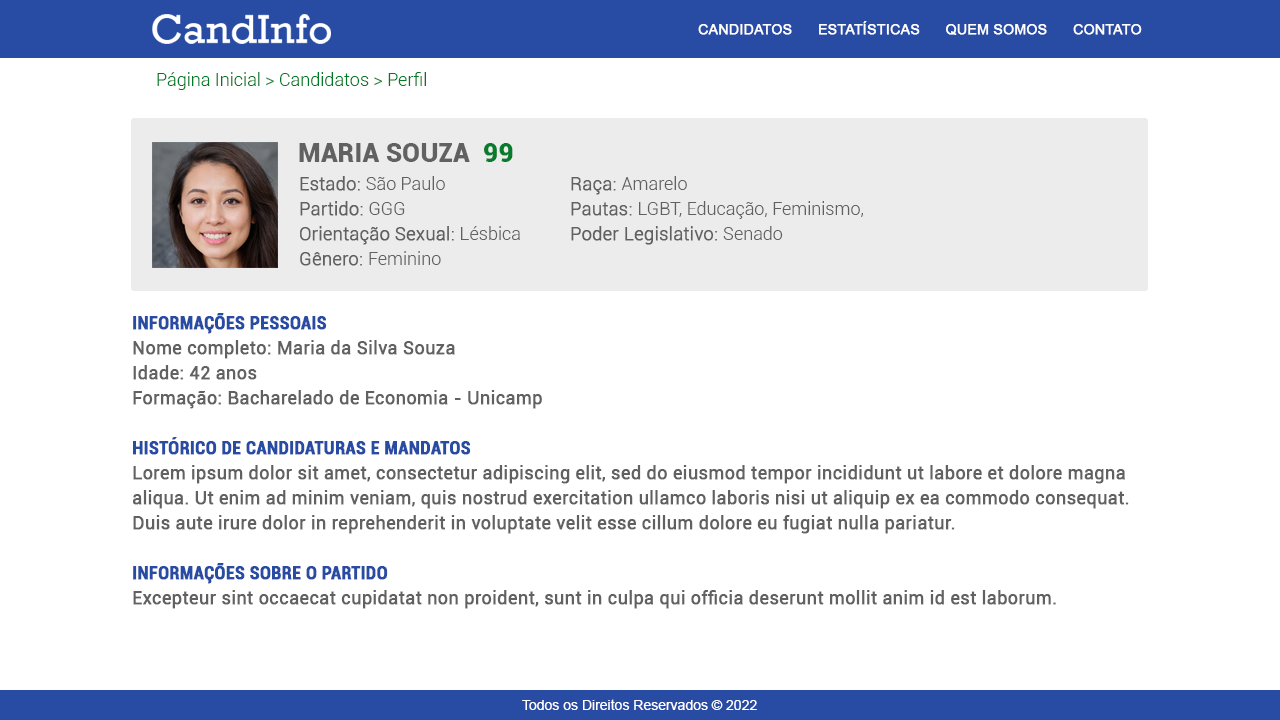 CandInfo
CANDIDATOS ESTATÍSTICAS QUEM SOMOS CONTATO
Página Inicial > Candidatos > Perfil
MARIA SOUZA 99
Estado: São Paulo
Partido: GGG
Orientação Sexual: Lésbica
Gênero: Feminino
Raça: Amarelo
Pautas: LGBT, Educação, Feminismo,
Poder Legislativo: Senado
INFORMAÇÕES PESSOAIS
Nome completo: Maria da Silva Souza
Idade: 42 anos
Formação: Bacharelado de Economia - Unicamp
HISTÓRICO DE CANDIDATURAS E MANDATOS
Lorem ipsum dolor sit amet, consectetur adipiscing elit, sed do eiusmod tempor incididunt ut labore et dolore magna
aliqua. Ut enim ad minim veniam, quis nostrud exercitation ullamco laboris nisi ut aliquip ex ea commodo consequat.
Duis aute irure dolor in reprehenderit in voluptate velit esse cillum dolore eu fugiat nulla pariatur.
INFORMAÇÕES SOBRE O PARTIDO
Excepteur sint occaecat cupidatat non proident, sunt in culpa qui officia deserunt mollit anim id est laborum.
Todos os Direitos Reservados © 2022